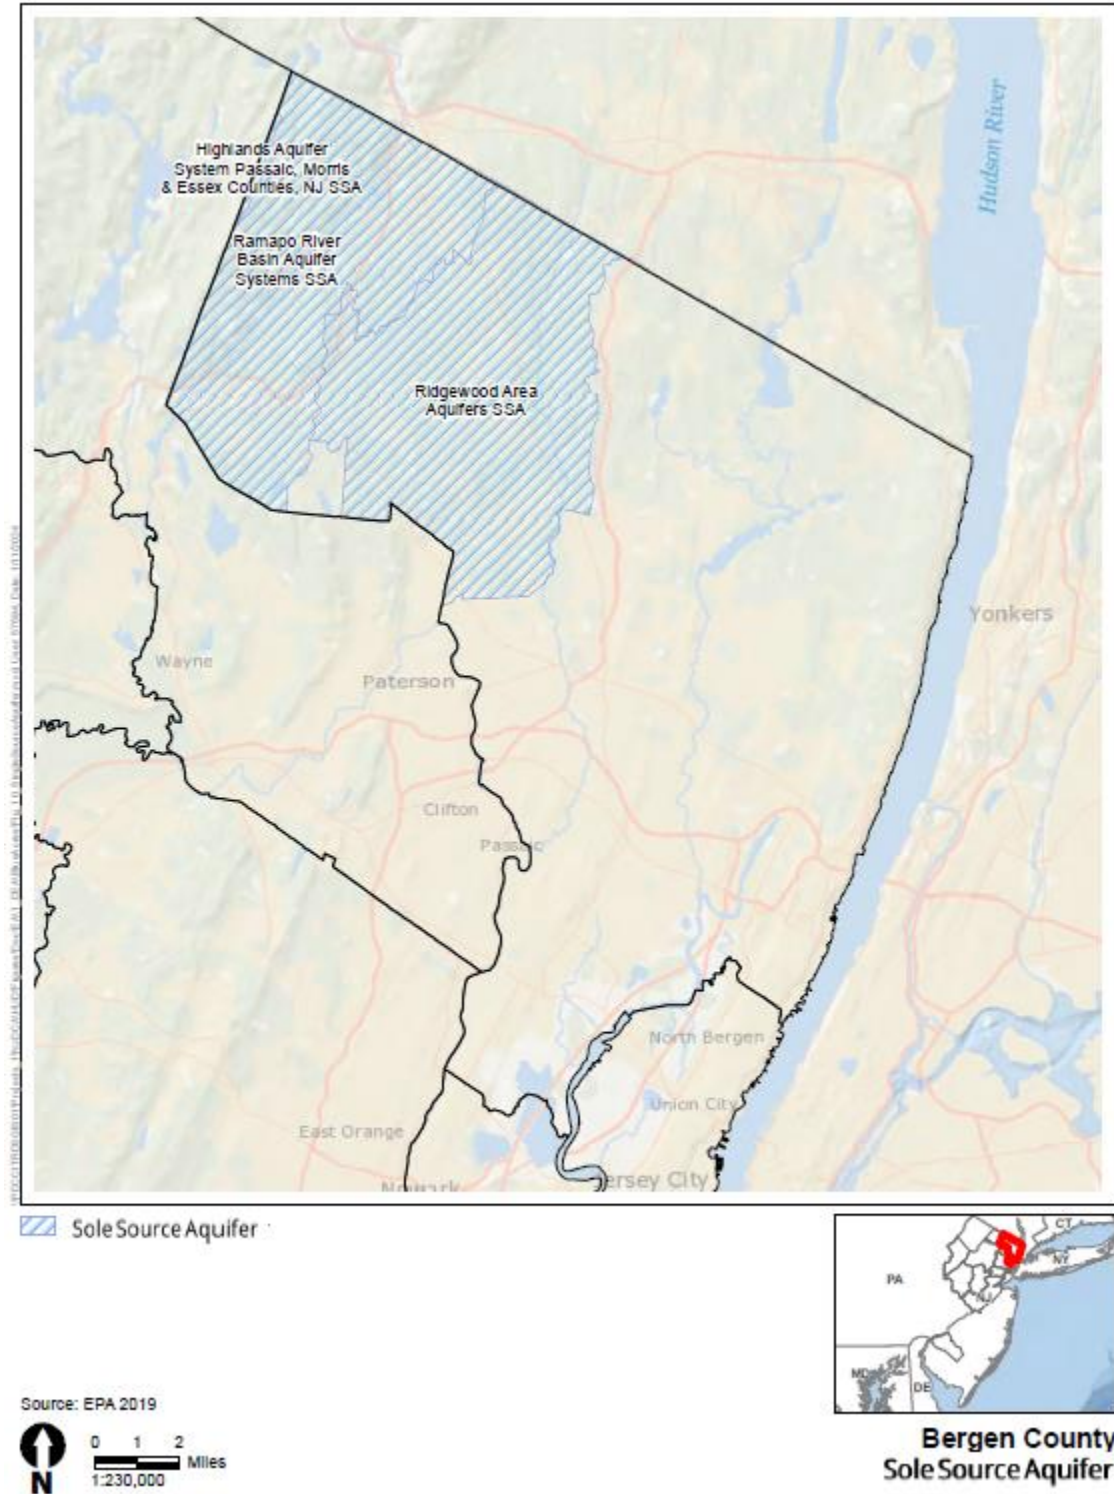 Hudson River
Highlands Aquifer
System Passaic, Morris
& Essex Counties, NJ SSA
Ramapo River
Basin Aquifer
Systems SSA
Ridgewood Area
Aquifers SSA
Yonkers
Wayne
Paterson
Clifton
Passaic
North Bergen
Union City
East Orange
Newark
ersey City
Sole Source Aquifer
CT
PA
NY
NJ
MD
DE
Source: EPA 2019
N
0 1 2
Miles
1:230,000
Bergen County
Sole Source Aquifer